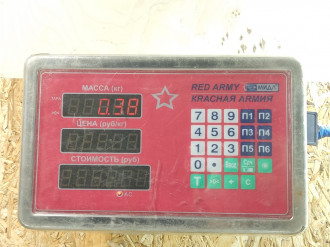 МАССА (кг)
0.38
RED ARMY МИДЛ
КРАСНАЯ АРМИЯ
ЦЕНА (руб/кг)
7 8 9 П1 П2
4 5 6 П3 П4
1 2 3 П5 П6
СТОИМОСТЬ (руб)
0 • C
T +